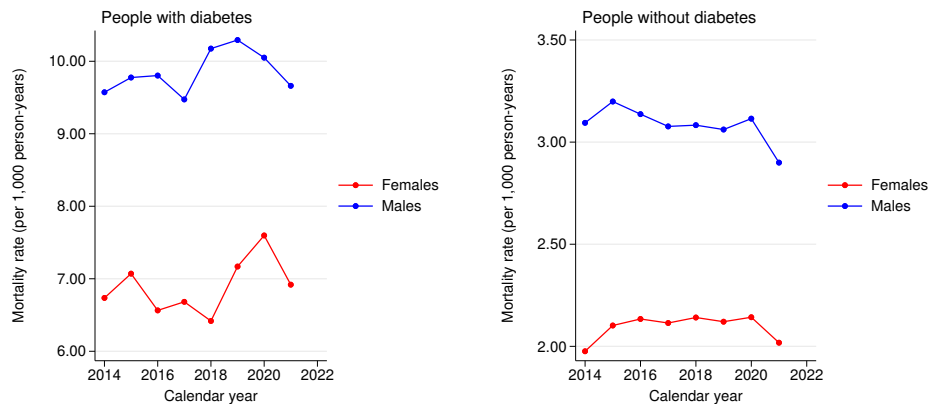 People with diabetes
Mortality rate (per 1,000 person-years)
10.00
9.00
8.00
7.00
6.00
2014 2016 2018 2020 2022
Calendar year
Females
Males
People without diabetes
Mortality rate (per 1,000 person-years)
3.50
3.00
2.50
2.00
2014 2016 2018 2020 2022
Calendar year
Females
Males